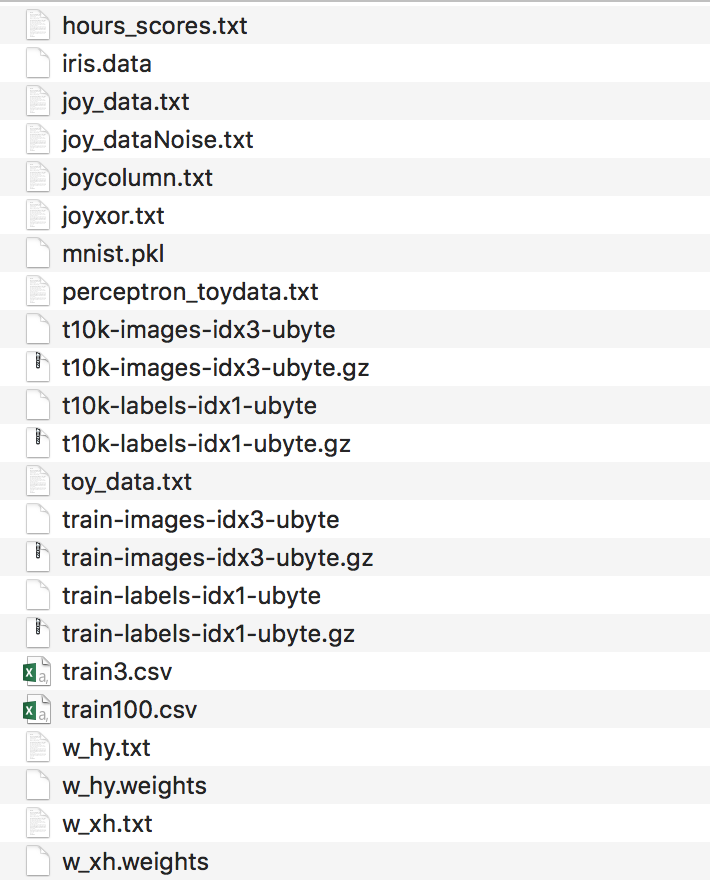 hours_scores.txt
iris.data
joy_data.txt
joy_dataNoise.txt
joycolumn.txt
joyxor.txt
mnist.pkl
perceptron_toydata.txt
t10k-images-idx3-ubyte
t10k-images-idx3-ubyte.gz
t10k-labels-idx1-ubyte
t10k-labels-idx1-ubyte.gz
toy_data.txt
train-images-idx3-ubyte
train-images-idx3-ubyte.gz
train-labels-idx1-ubyte
train-labels-idx1-ubyte.gz
train3.csv
train100.csv
w_hy.txt
w_hy.weights
w_xh.txt
w_xh.weights